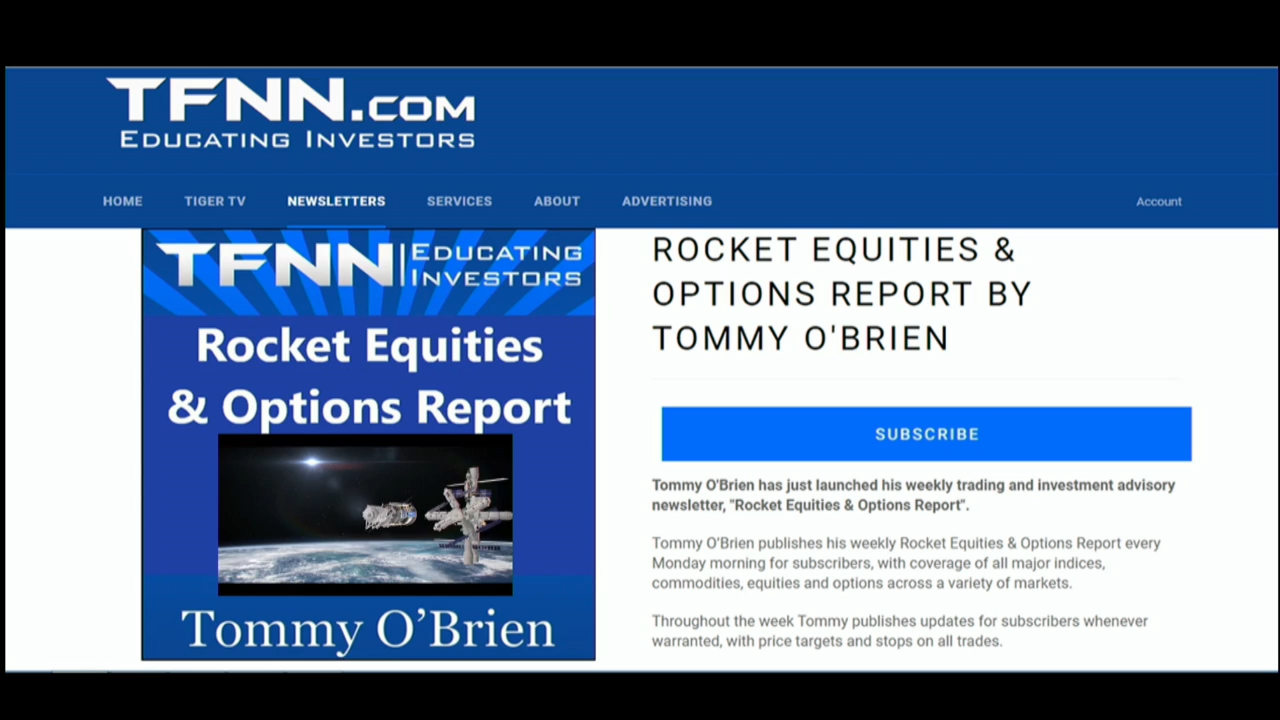 TFNN.COM
EDUCATING INVESTORS
HOME TIGER TV NEWSLETTERS SERVICES ABOUT ADVERTISING Account
TFNN EDUCATING
INVESTORS
Rocket Equities
& Options Report
Tommy O’Brien
ROCKET EQUITIES &
OPTIONS REPORT BY
TOMMY O'BRIEN
SUBSCRIBE
Tommy O'Brien has just launched his weekly trading and investment advisory
newsletter, "Rocket Equities & Options Report".
Tommy O'Brien publishes his weekly Rocket Equities & Options Report every
Monday morning for subscribers, with coverage of all major indices,
commodities, equities and options across a variety of markets.
Throughout the week Tommy publishes updates for subscribers whenever
warranted, with price targets and stops on all trades.